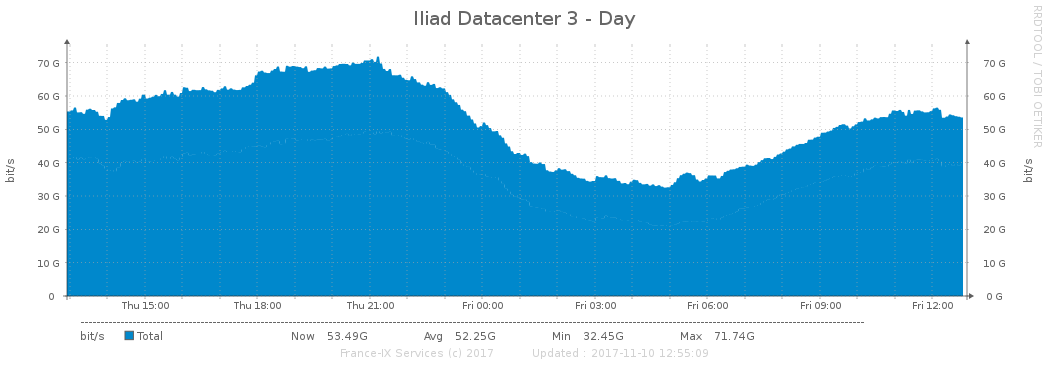 Iliad Datacenter 3 - Day
RRDTOOL / TOBI OETIKER
bit/s
bit/s
70 G 70 G
60 G 60 G
50 G 50 G
40 G 40 G
30 G 30 G
20 G 20 G
10 G 10 G
0 0 G
Thu 15:00 Thu 18:00 Thu 21:00 Fri 00:00 Fri 03:00 Fri 06:00 Fri 09:00 Fri 12:00
bit/s Total Now 53.49G Avg 52.25G Min 32.45G Max 71.74G
France-IX Services (c) 2017 Updated : 2017-11-10 12:55:09